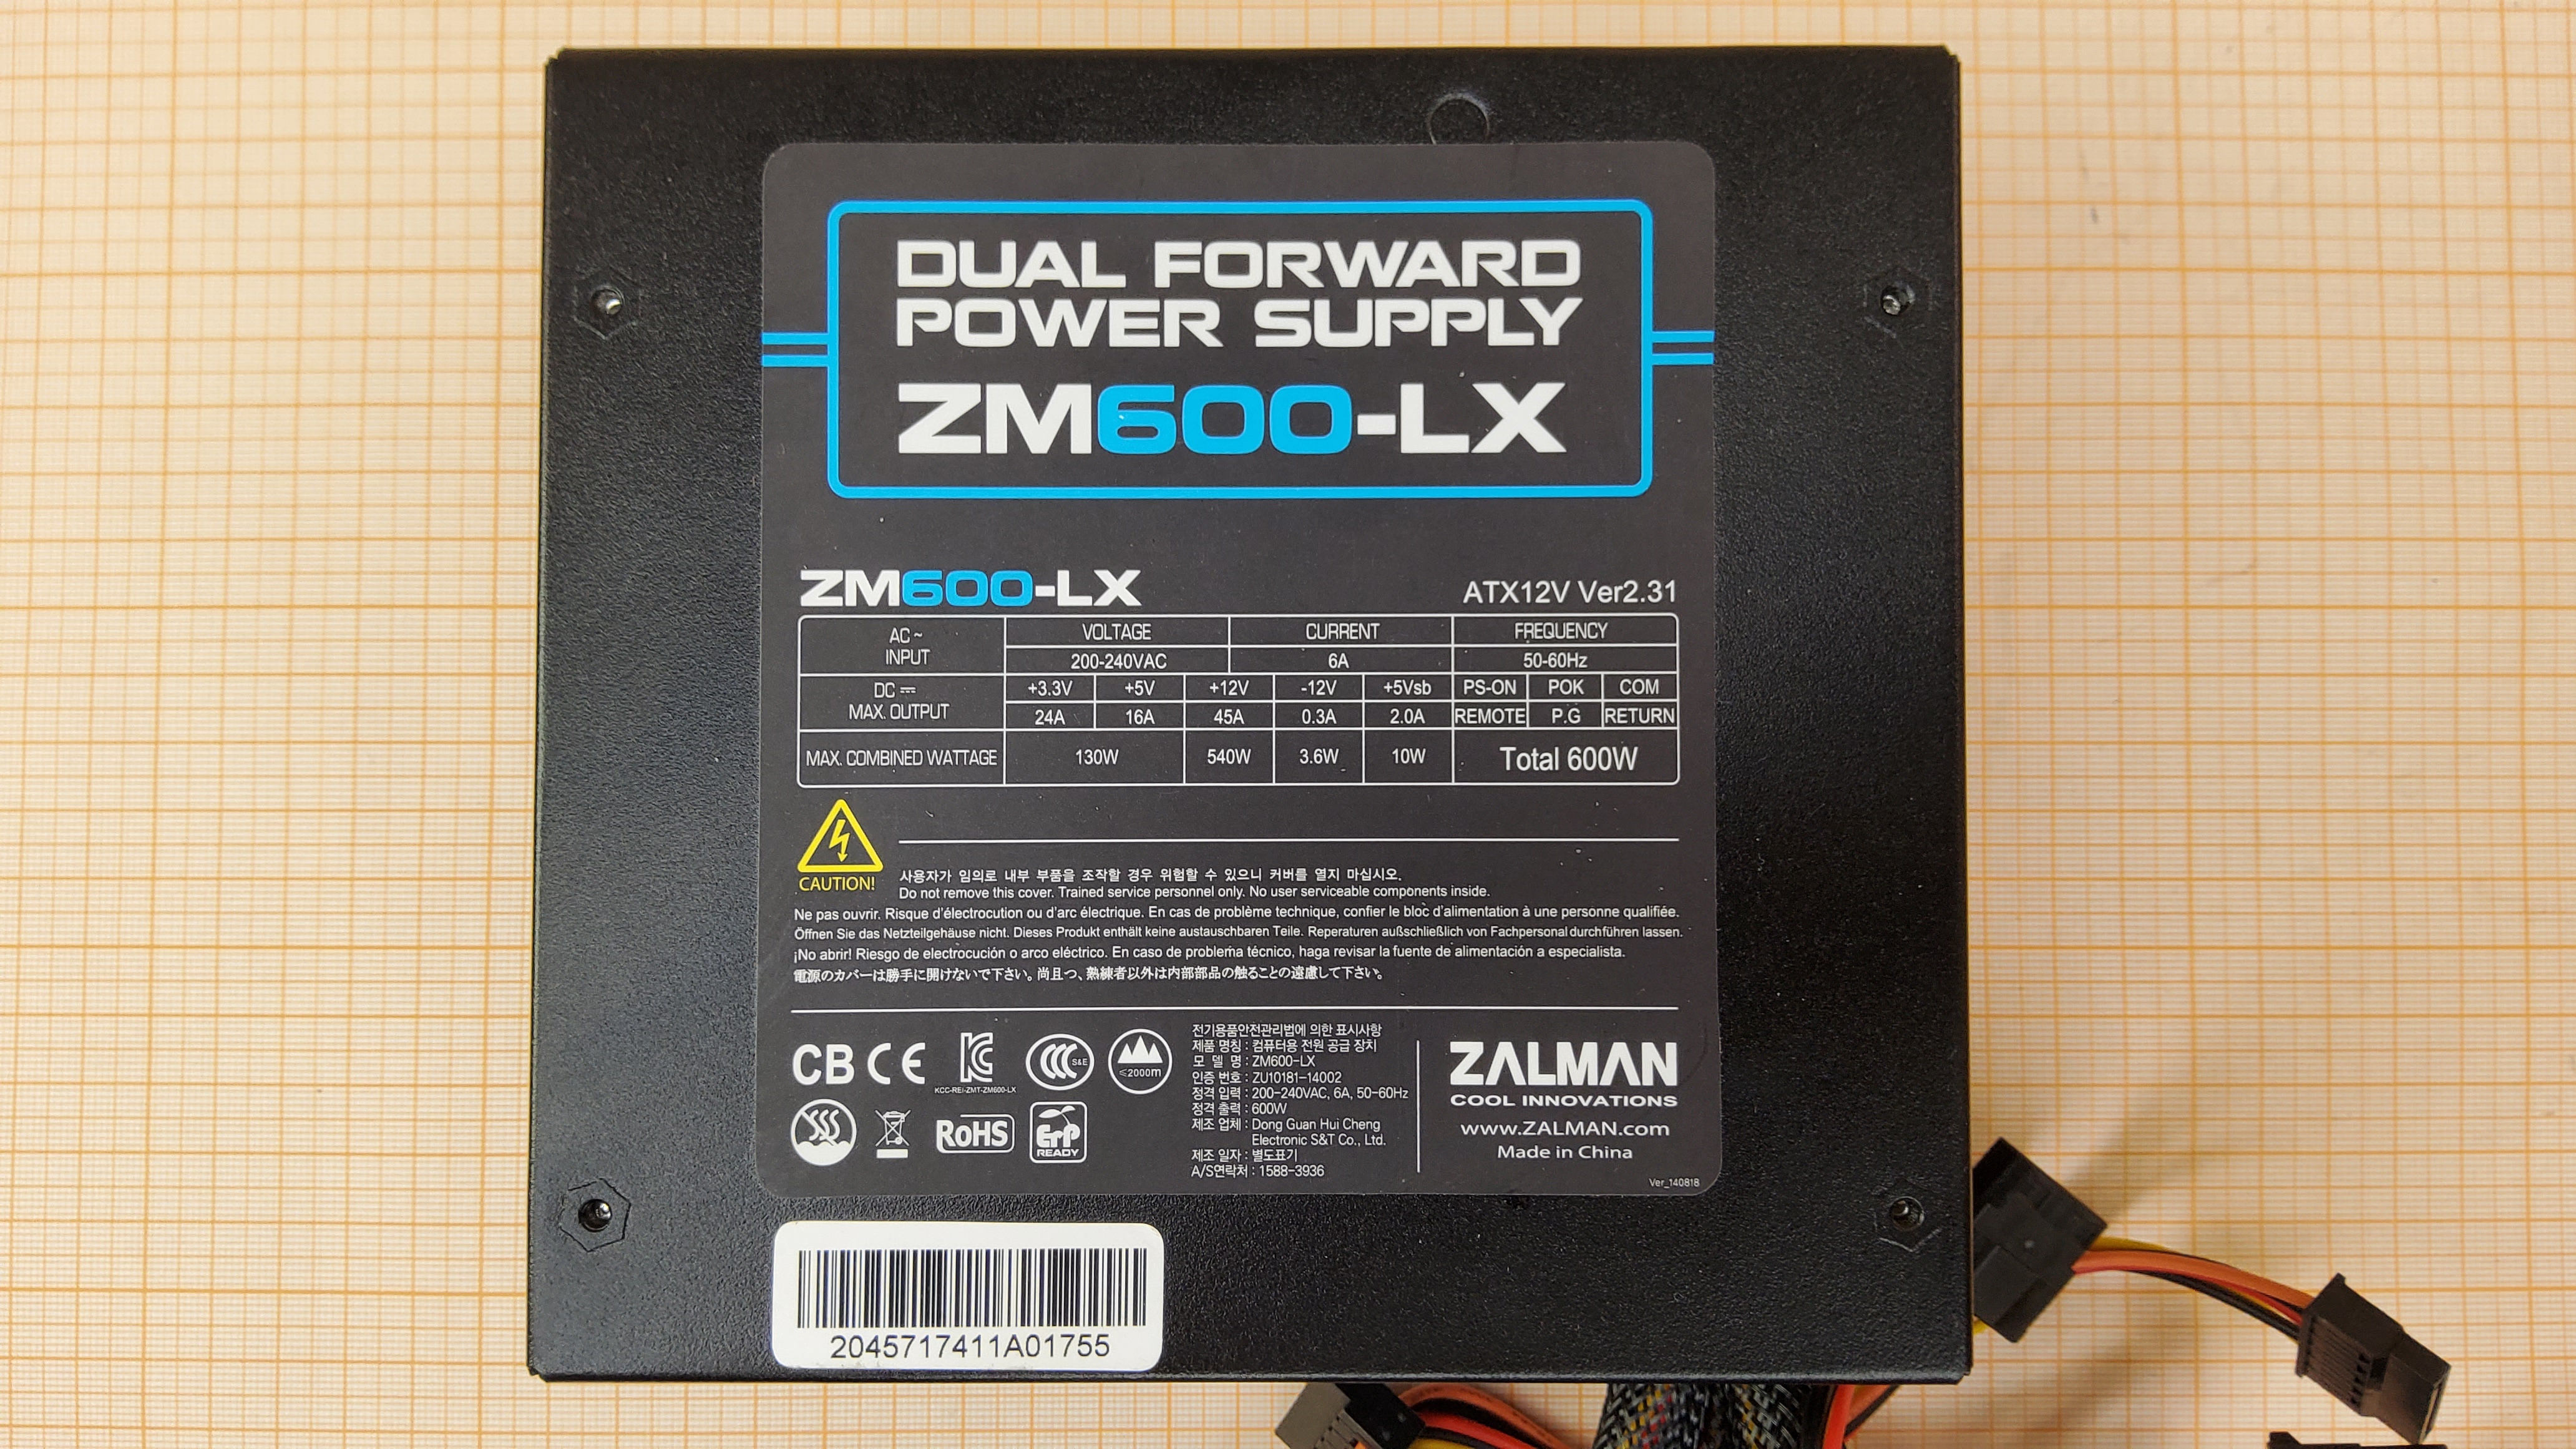 DUAL FORWARD
POWER SUPPLY
ZM600-LX
ZM600-LX
ATX12V Ver2.31
AC ~ INPUT VOLTAGE CURRENT FREQUENCY
200-240VAC 6A 50-60Hz
DC MAX. OUTPUT +3.3V +5V +12V -12V +5Vsb PS-ON POK COM
24A 16A 45A 0.3A 2.0A REMOTE P.G RETURN
MAX. COMBINED WATTAGE 130W 540W 3.6W 10W Total 600W
CAUTION!
사용자가 임의로 내부 부품을 조작할 경우 위험할 수 있으니 커버를 열지 마십시오.
Do not remove this cover. Trained service personnel only. No user serviceable components inside.
Ne pas ouvrir. Risque d'électrocution ou d'arc électrique. En cas de problème technique, confier le bloc d'alimentation à une personne qualifiée.
Öffnen Sie das Netzteilgehäuse nicht. Dieses Produkt enthält keine austauschbaren Teile. Reperaturen außschließlich von Fachpersonal durchführen lassen.
¡No abrir! Riesgo de electrocución o arco eléctrico. En caso de problema técnico, haga revisar la fuente de alimentación a especialista.
電源のカバーは勝手に開けないで下さい。尚且つ、熟練者以外は内部部品の触ることの遠慮して下さい。
CB CE
KCC-REI-ZMT-ZM600-LX
CCC S&E
≤2000m
RoHS
ErP
READY
전기용품안전관리법에 의한 표시사항
제품 명칭 : 컴퓨터용 전원 공급 장치
모 델 명 : ZM600-LX
인증 번호 : ZU10181-14002
정격 입력 : 200-240VAC, 6A, 50-60Hz
정격 출력 : 600W
제조 업체 : Dong Guan Hui Cheng
Electronic S&T Co., Ltd.
제조 일자 : 별도표기
A/S연락처 : 1588-3936
ZALMAN
COOL INNOVATIONS
www.ZALMAN.com
Made in China
Ver_140818
2045717411A01755